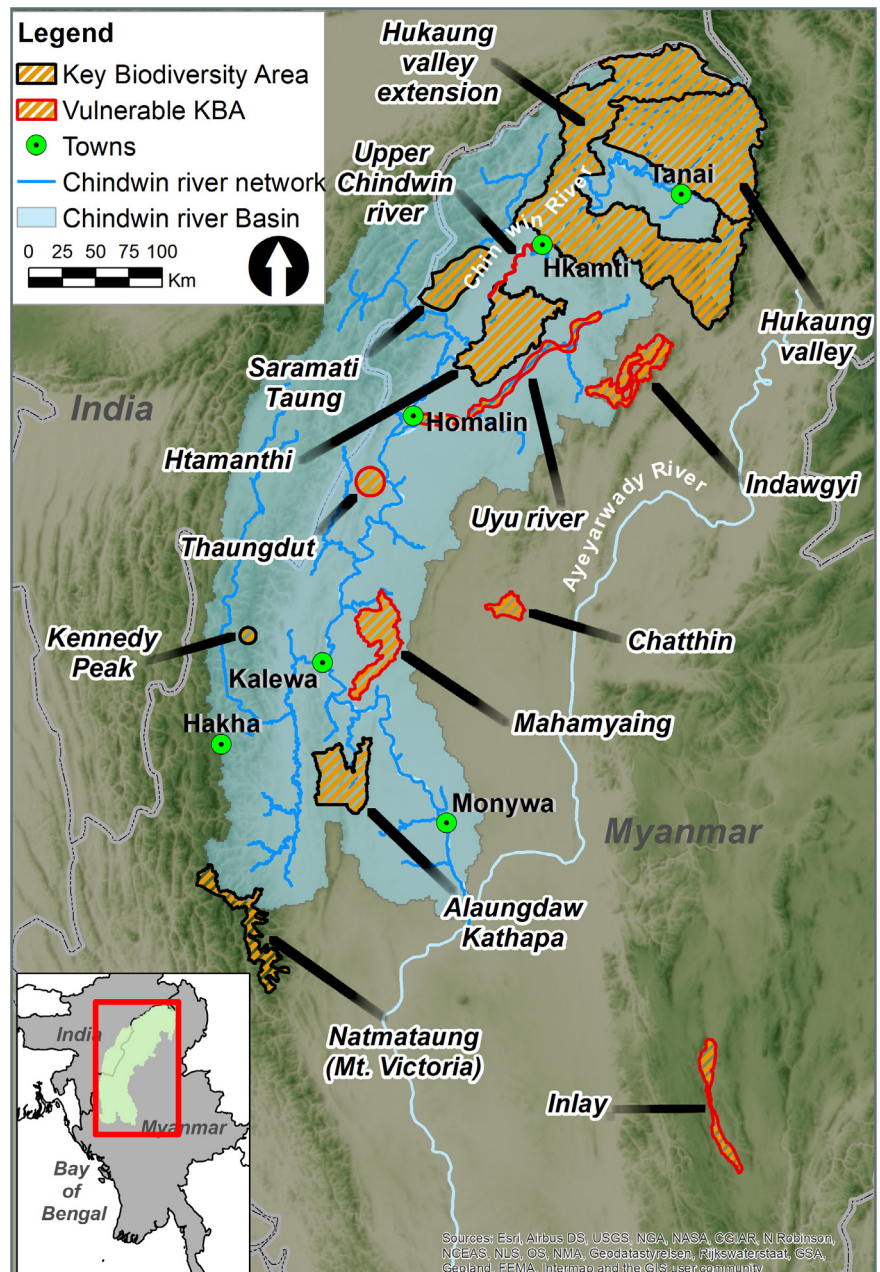 Legend
Key Biodiversity Area
Vulnerable KBA
Towns
Chindwin river network
Chindwin river Basin
0 25 50 75 100
Km
Hukaung
valley
extension
Upper
Chindwin
river
Tanai
Chin win River
Hkamti
Hukaung
valley
Saramati
Taung
India
Homalin
Htamanthi
Indawgyi
Uyu river
Ayeyarwady River
Thaungdut
Kennedy
Peak
Chatthin
Kalewa
Hakha
Mahamyaing
Monywa
Myanmar
Alaungdaw
Kathapa
Natmataung
(Mt. Victoria)
Inlay
India
Myanmar
Bay
of
Bengal
Sources: Esri, Airbus DS, USGS, NGA, NASA, CGIAR, N Robinson,
NCEAS, NLS, OS, NMA, Geodatastyrelsen, Rijkswaterstaat, GSA,
Geoland, FEMA, Intermap and the GIS user community